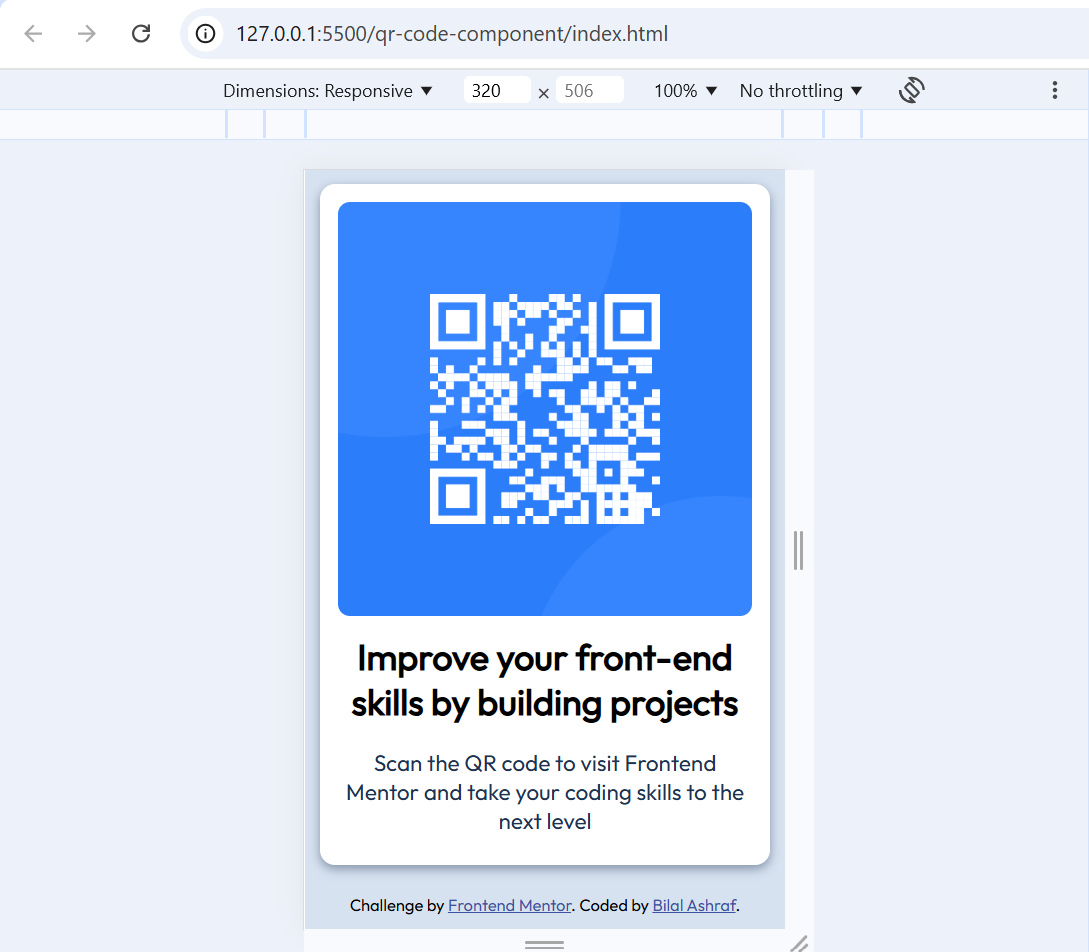 127.0.0.1:5500/qr-code-component/index.html
Dimensions: Responsive ▼ 320 × 506 100% ▼ No throttling ▼
Improve your front-end
skills by building projects
Scan the QR code to visit Frontend
Mentor and take your coding skills to the
next level
Challenge by Frontend Mentor. Coded by Bilal Ashraf.